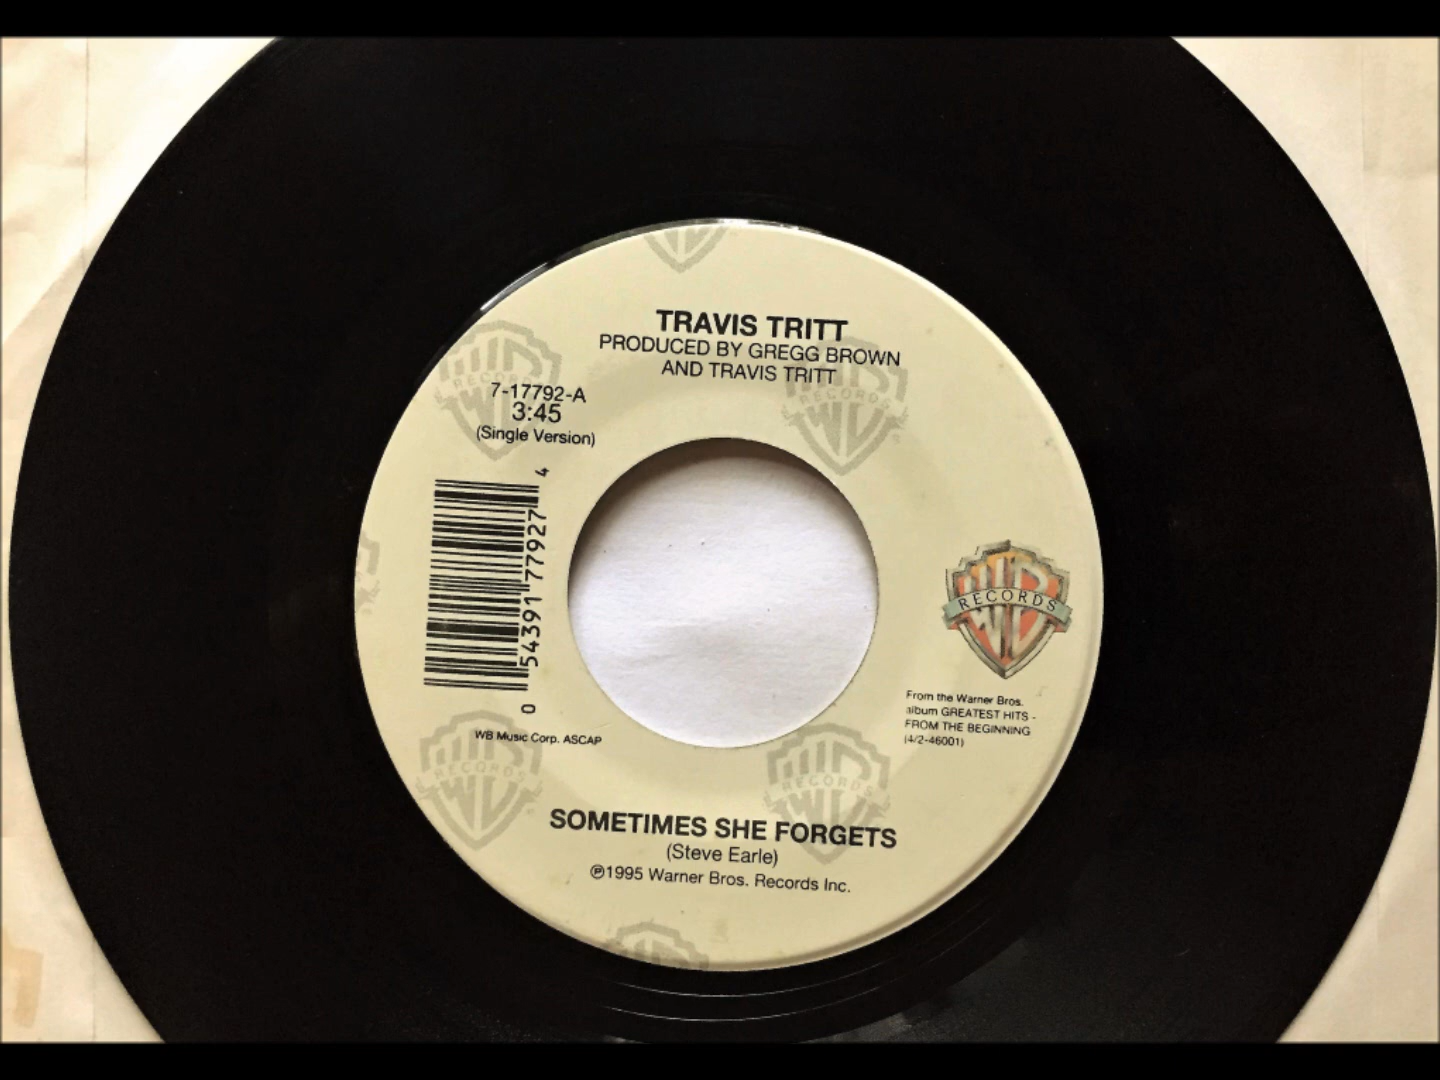 TRAVIS TRITT
PRODUCED BY GREGG BROWN
AND TRAVIS TRITT
7-17792-A
3:45
(Single Version)
0 54391 77927 4
WB Music Corp. ASCAP
WB RECORDS
From the Warner Bros.
album GREATEST HITS -
FROM THE BEGINNING
(4/2-46001)
SOMETIMES SHE FORGETS
(Steve Earle)
℗1995 Warner Bros. Records Inc.